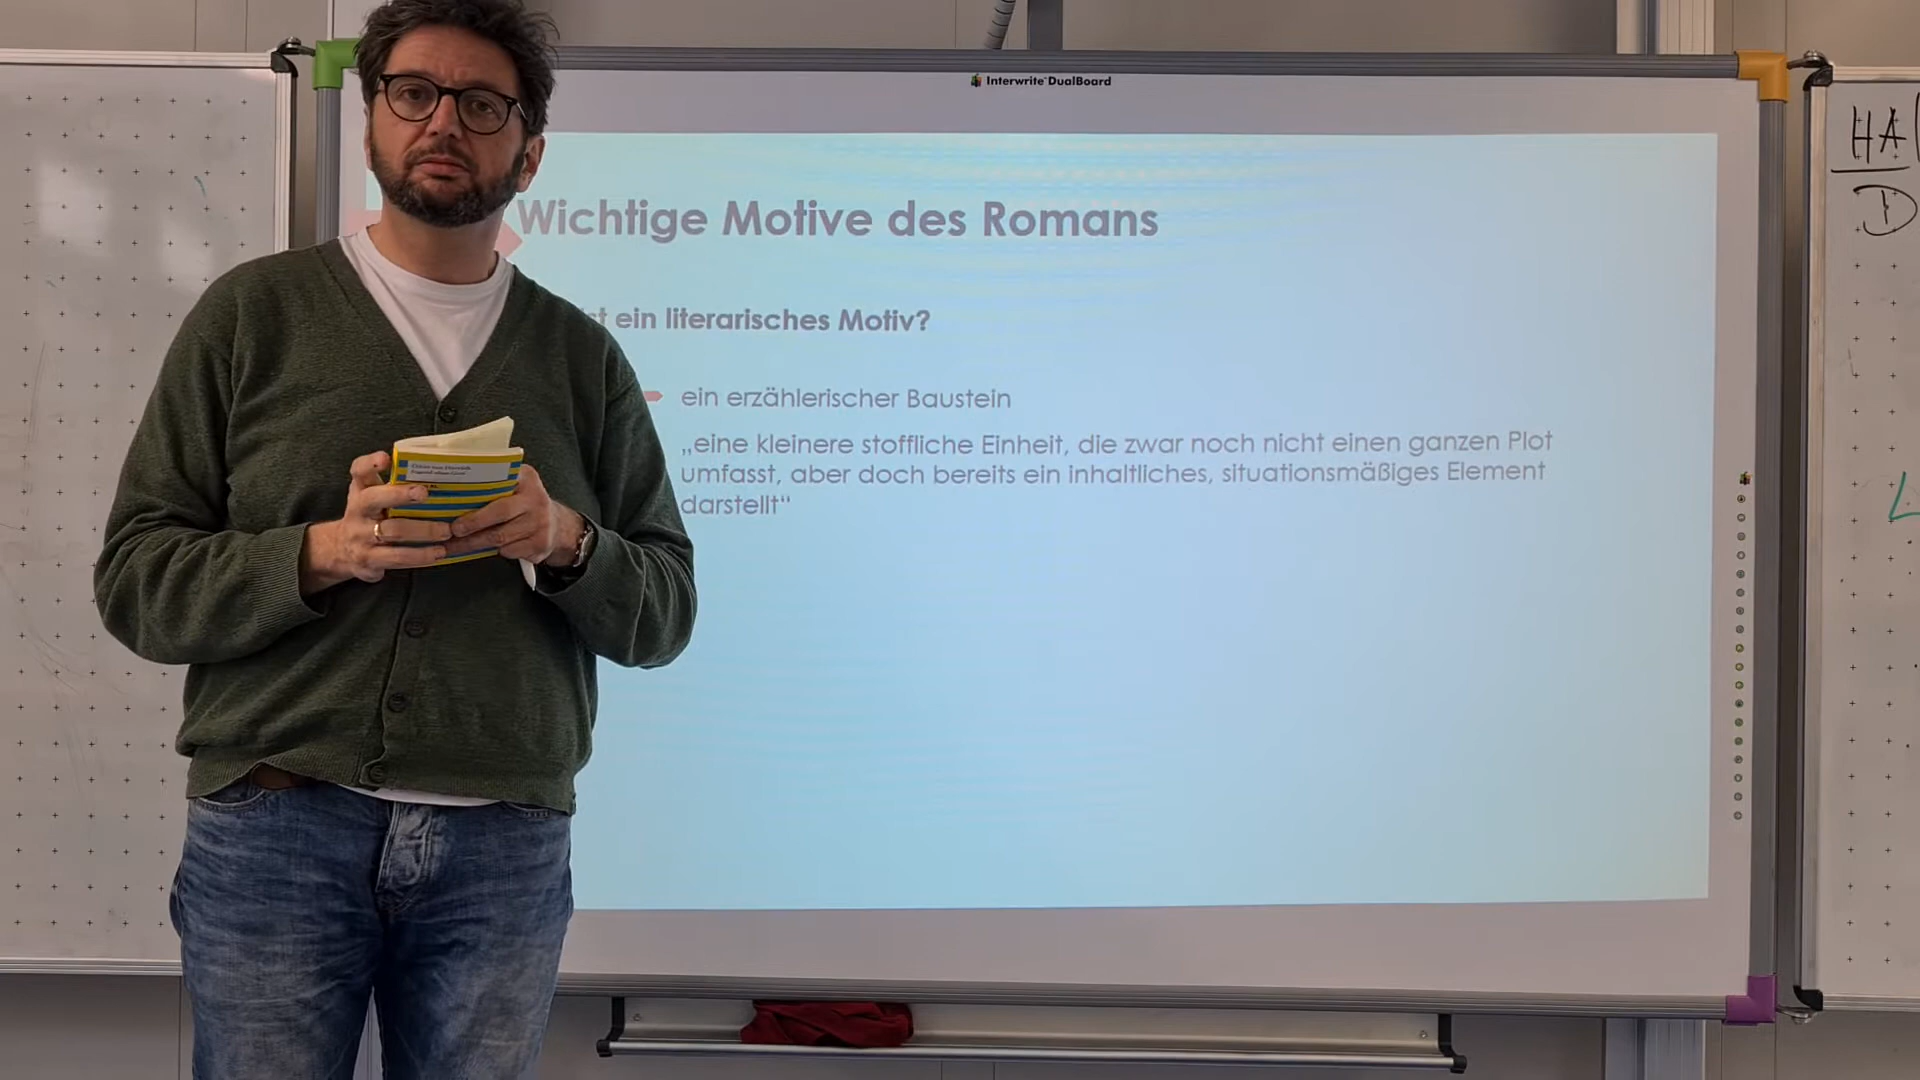 Interwrite DualBoard
HA
D
Wichtige Motive des Romans
ist ein literarisches Motiv?
ein erzählerischer Baustein
„eine kleinere stoffliche Einheit, die zwar noch nicht einen ganzen Plot
umfasst, aber doch bereits ein inhaltliches, situationsmäßiges Element
darstellt“